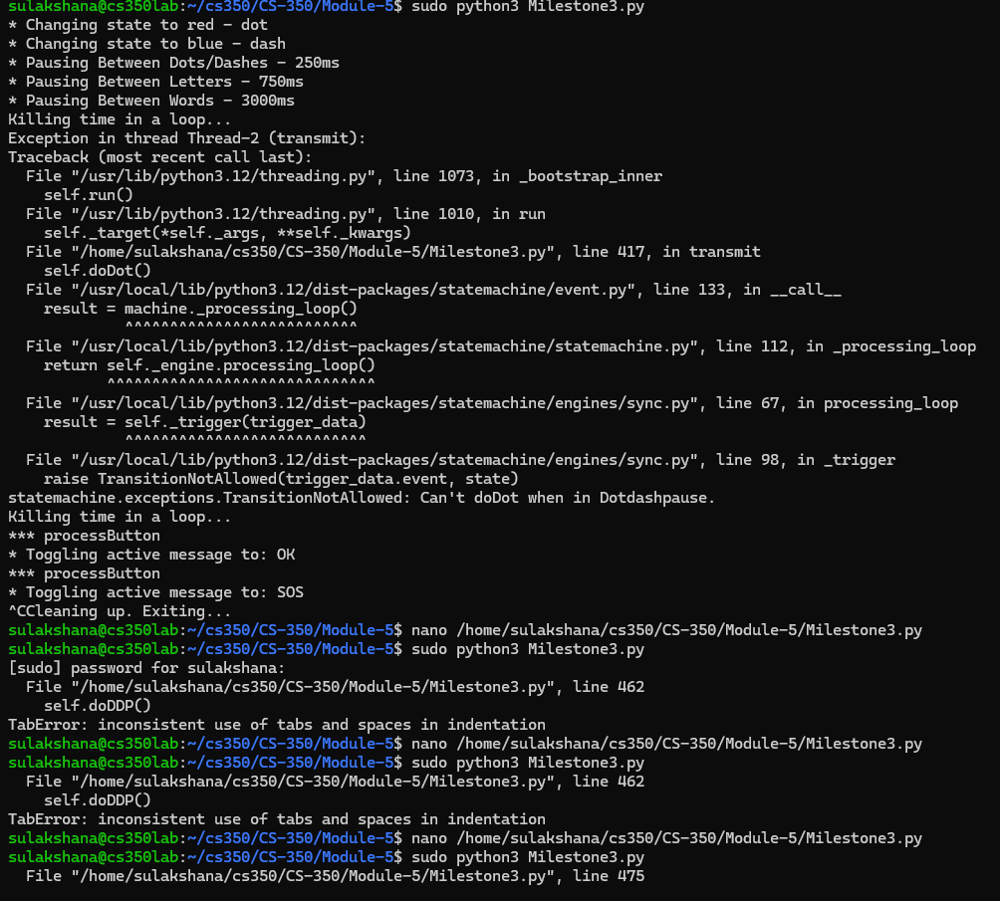 sulakshana@cs350lab:~/cs350/CS-350/Module-5$ sudo python3 Milestone3.py
* Changing state to red - dot
* Changing state to blue - dash
* Pausing Between Dots/Dashes - 250ms
* Pausing Between Letters - 750ms
* Pausing Between Words - 3000ms
Killing time in a loop...
Exception in thread Thread-2 (transmit):
Traceback (most recent call last):
  File "/usr/lib/python3.12/threading.py", line 1073, in _bootstrap_inner
    self.run()
  File "/usr/lib/python3.12/threading.py", line 1010, in run
    self._target(*self._args, **self._kwargs)
  File "/home/sulakshana/cs350/CS-350/Module-5/Milestone3.py", line 417, in transmit
    self.doDot()
  File "/usr/local/lib/python3.12/dist-packages/statemachine/event.py", line 133, in __call__
    result = machine._processing_loop()
             ^^^^^^^^^^^^^^^^^^^^^^^^^^
  File "/usr/local/lib/python3.12/dist-packages/statemachine/statemachine.py", line 112, in _processing_loop
    return self._engine.processing_loop()
           ^^^^^^^^^^^^^^^^^^^^^^^^^^^^^^
  File "/usr/local/lib/python3.12/dist-packages/statemachine/engines/sync.py", line 67, in processing_loop
    result = self._trigger(trigger_data)
             ^^^^^^^^^^^^^^^^^^^^^^^^^^^
  File "/usr/local/lib/python3.12/dist-packages/statemachine/engines/sync.py", line 98, in _trigger
    raise TransitionNotAllowed(trigger_data.event, state)
statemachine.exceptions.TransitionNotAllowed: Can't doDot when in Dotdashpause.
Killing time in a loop...
*** processButton
* Toggling active message to: OK
*** processButton
* Toggling active message to: SOS
^CCleaning up. Exiting...
sulakshana@cs350lab:~/cs350/CS-350/Module-5$ nano /home/sulakshana/cs350/CS-350/Module-5/Milestone3.py
sulakshana@cs350lab:~/cs350/CS-350/Module-5$ sudo python3 Milestone3.py
[sudo] password for sulakshana:
  File "/home/sulakshana/cs350/CS-350/Module-5/Milestone3.py", line 462
    self.doDDP()
TabError: inconsistent use of tabs and spaces in indentation
sulakshana@cs350lab:~/cs350/CS-350/Module-5$ nano /home/sulakshana/cs350/CS-350/Module-5/Milestone3.py
sulakshana@cs350lab:~/cs350/CS-350/Module-5$ sudo python3 Milestone3.py
  File "/home/sulakshana/cs350/CS-350/Module-5/Milestone3.py", line 462
    self.doDDP()
TabError: inconsistent use of tabs and spaces in indentation
sulakshana@cs350lab:~/cs350/CS-350/Module-5$ nano /home/sulakshana/cs350/CS-350/Module-5/Milestone3.py
sulakshana@cs350lab:~/cs350/CS-350/Module-5$ sudo python3 Milestone3.py
  File "/home/sulakshana/cs350/CS-350/Module-5/Milestone3.py", line 475